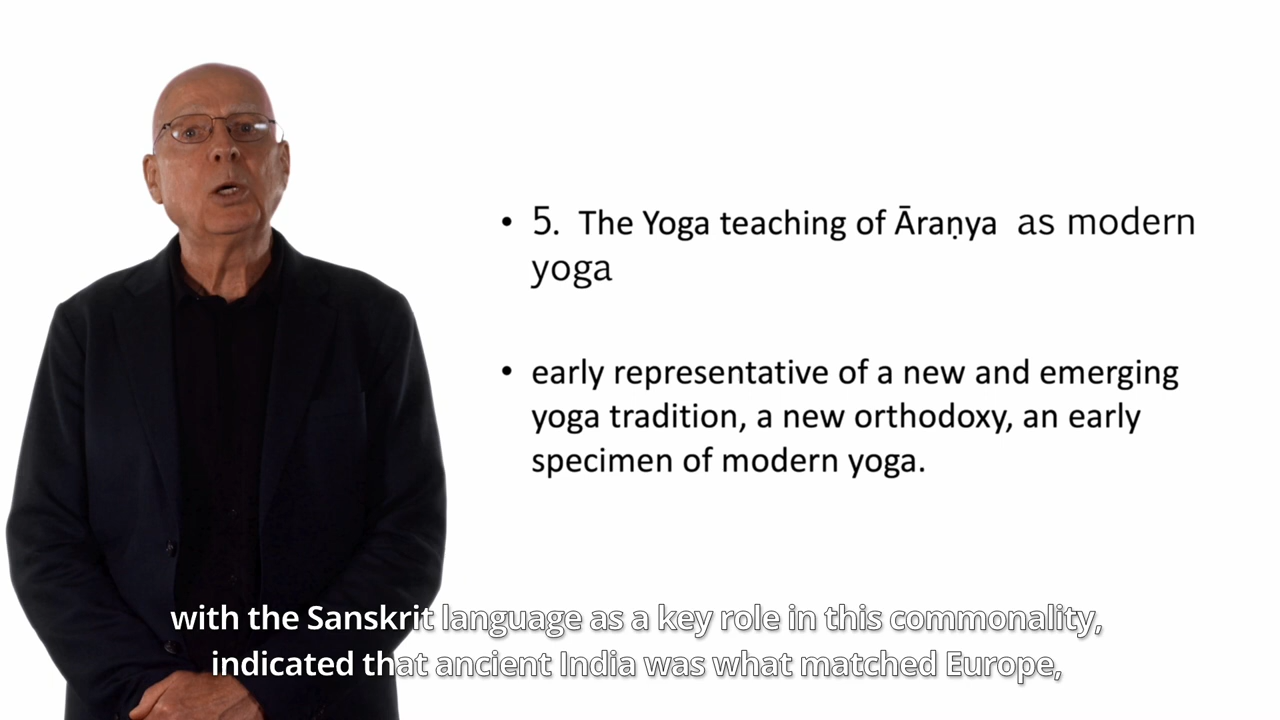 • 5. The Yoga teaching of Āraṇya as modern
yoga
• early representative of a new and emerging
yoga tradition, a new orthodoxy, an early
specimen of modern yoga.
with the Sanskrit language as a key role in this commonality,
indicated that ancient India was what matched Europe,